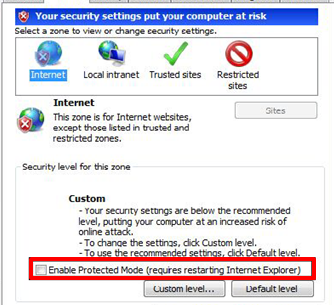 Your security settings put your computer at risk
Select a zone to view or change security settings.
Internet
Local intranet
Trusted sites
Restricted
sites
Internet
This zone is for Internet websites,
except those listed in trusted and
restricted zones.
Sites
Security level for this zone
Custom
- Your security settings are below the recommended
level, putting your computer at an increased risk of
online attack.
- To change the settings, click Custom level.
- To use the recommended settings, click Default level.
Enable Protected Mode (requires restarting Internet Explorer)
Custom level...
Default level